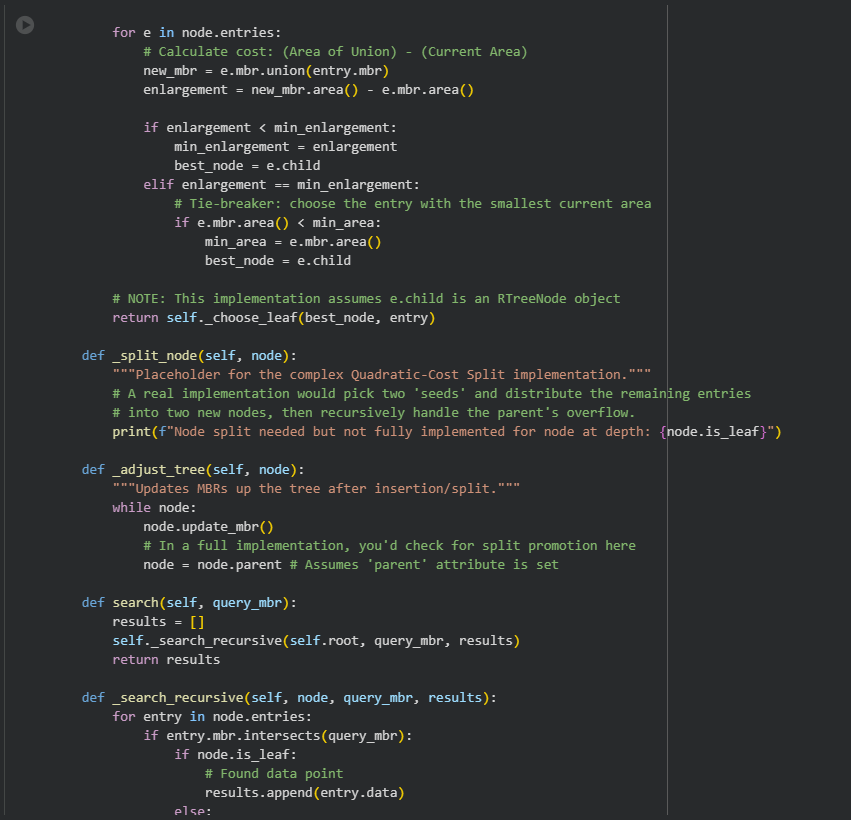 for e in node.entries:
# Calculate cost: (Area of Union) - (Current Area)
new_mbr = e.mbr.union(entry.mbr)
enlargement = new_mbr.area() - e.mbr.area()
if enlargement < min_enlargement:
min_enlargement = enlargement
best_node = e.child
elif enlargement == min_enlargement:
# Tie-breaker: choose the entry with the smallest current area
if e.mbr.area() < min_area:
min_area = e.mbr.area()
best_node = e.child
# NOTE: This implementation assumes e.child is an RTreeNode object
return self._choose_leaf(best_node, entry)
def _split_node(self, node):
"""Placeholder for the complex Quadratic-Cost Split implementation."""
# A real implementation would pick two 'seeds' and distribute the remaining entries
# into two new nodes, then recursively handle the parent's overflow.
print(f"Node split needed but not fully implemented for node at depth: {node.is_leaf}")
def _adjust_tree(self, node):
"""Updates MBRs up the tree after insertion/split."""
while node:
node.update_mbr()
# In a full implementation, you'd check for split promotion here
node = node.parent # Assumes 'parent' attribute is set
def search(self, query_mbr):
results = []
self._search_recursive(self.root, query_mbr, results)
return results
def _search_recursive(self, node, query_mbr, results):
for entry in node.entries:
if entry.mbr.intersects(query_mbr):
if node.is_leaf:
# Found data point
results.append(entry.data)
else: